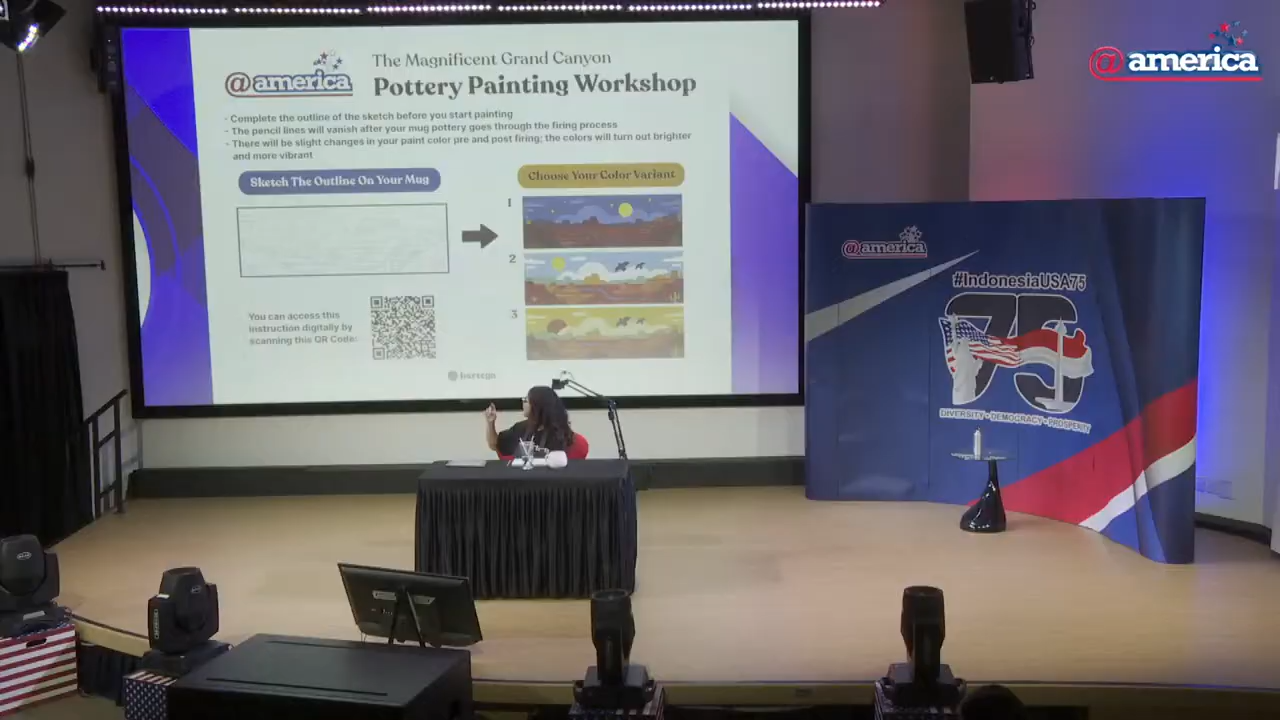 @america
The Magnificent Grand Canyon
Pottery Painting Workshop
- Complete the outline of the sketch before you start painting
- The pencil lines will vanish after your mug pottery goes through the firing process
- There will be slight changes in your paint color pre and post firing; the colors will turn out brighter
and more vibrant
Sketch The Outline On Your Mug
Choose Your Color Variant
1
2
3
You can access this
instruction digitally by
scanning this QR Code:
@america
@america
#IndonesiaUSA75
75
DIVERSITY • DEMOCRACY • PROSPERITY